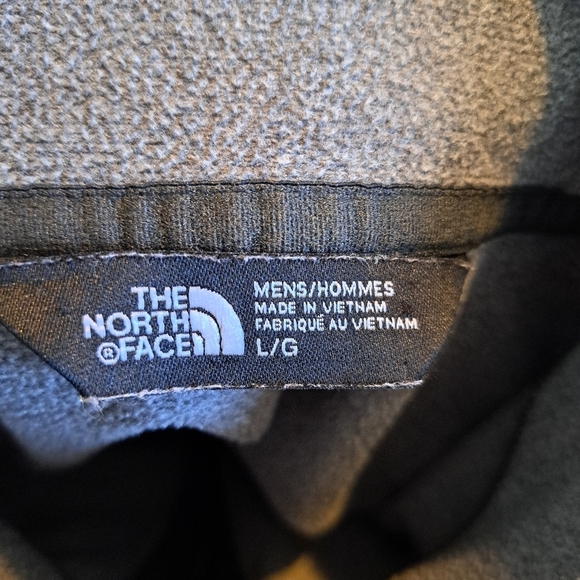 THE
NORTH
®FACE
MENS/HOMMES
MADE IN VIETNAM
FABRIQUÉ AU VIETNAM
L/G